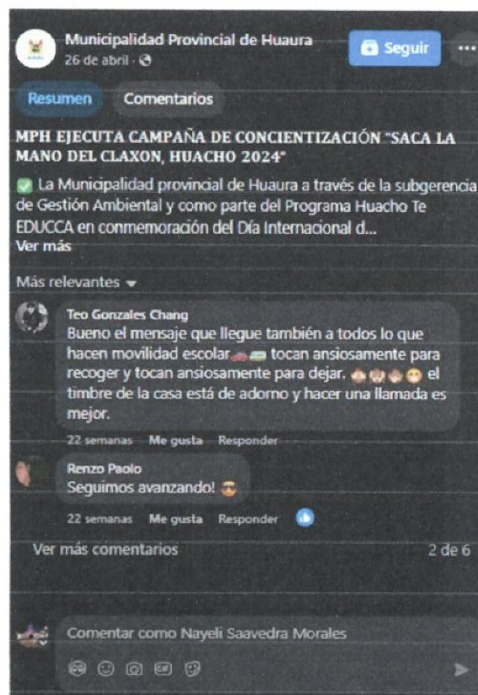 Municipalidad Provincial de Huaura
26 de abril ·
Seguir
Resumen
Comentarios
MPH EJECUTA CAMPAÑA DE CONCIENTIZACIÓN "SACA LA
MANO DEL CLAXON, HUACHO 2024"
✅ La Municipalidad provincial de Huaura a través de la subgerencia
de Gestión Ambiental y como parte del Programa Huacho Te
EDUCCA en conmemoración del Día Internacional d...
Ver más
Más relevantes
Teo Gonzales Chang
Bueno el mensaje que llegue también a todos lo que
hacen movilidad escolar🚗🚌 tocan ansiosamente para
recoger y tocan ansiosamente para dejar. el
timbre de la casa está de adorno y hacer una llamada es
mejor.
22 semanas Me gusta Responder
Renzo Paolo
Seguimos avanzando! 😎
22 semanas Me gusta Responder
Ver más comentarios
2 de 6
Comentar como Nayeli Saavedra Morales
GIF